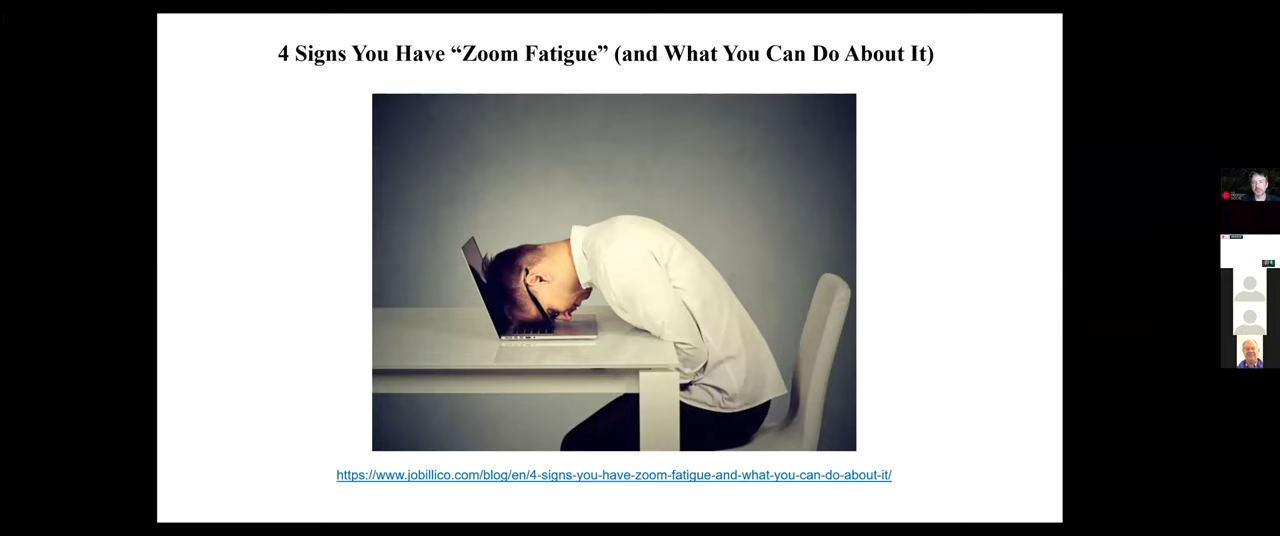 4 Signs You Have “Zoom Fatigue” (and What You Can Do About It)
https://www.jobillico.com/blog/en/4-signs-you-have-zoom-fatigue-and-what-you-can-do-about-it/